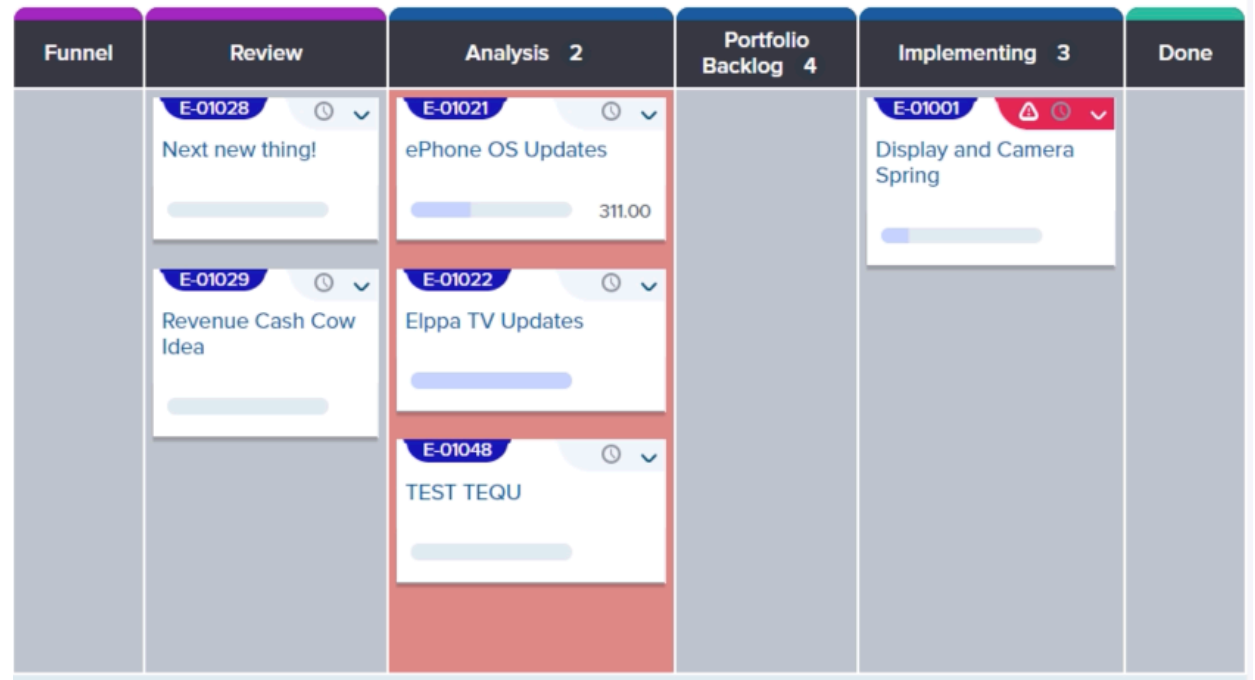 Funnel
Review
Analysis 2
Portfolio
Backlog 4
Implementing 3
Done
E-01028
Next new thing!
E-01029
Revenue Cash Cow
Idea
E-01021
ePhone OS Updates
311.00
E-01022
Elppa TV Updates
E-01048
TEST TEQU
E-01001
Display and Camera
Spring